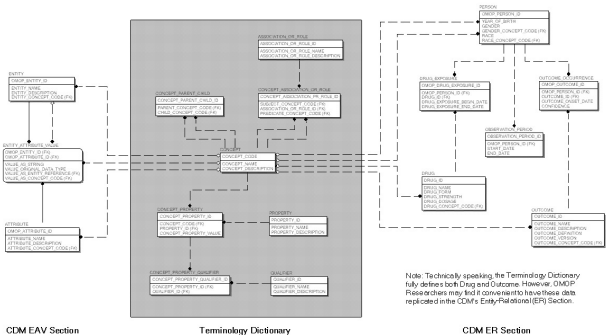 ENTITY
OMOP_ENTITY_ID
ENTITY_NAME
ENTITY_DESCRIPTION
ENTITY_CONCEPT_CODE (FK)
ENTITY_ATTRIBUTE_VALUE
OMOP_ENTITY_ID (FK)
OMOP_ATTRIBUTE_ID (FK)
VALUE_AS_STRING
VALUE_ORIGINAL_DATA_TYPE
VALUE_AS_ENTITY_REFERENCE (FK)
VALUE_AS_CONCEPT_CODE (FK)
ATTRIBUTE
OMOP_ATTRIBUTE_ID
ATTRIBUTE_NAME
ATTRIBUTE_DESCRIPTION
ATTRIBUTE_CONCEPT_CODE (FK)
CDM EAV Section
ASSOCIATION_OR_ROLE
ASSOCIATION_OR_ROLE_ID
ASSOCIATION_OR_ROLE_NAME
ASSOCIATION_OR_ROLE_DESCRIPTION
CONCEPT_PARENT_CHILD
CONCEPT_PARENT_CHILD_ID
PARENT_CONCEPT_CODE (FK)
CHILD_CONCEPT_CODE (FK)
CONCEPT_ASSOCIATION_OR_ROLE
CONCEPT_ASSOCIATION_OR_ROLE_ID
SUBJECT_CONCEPT_CODE (FK)
ASSOCIATION_OR_ROLE_ID (FK)
PREDICATE_CONCEPT_CODE (FK)
CONCEPT
CONCEPT_CODE
CONCEPT_NAME
CONCEPT_DESCRIPTION
CONCEPT_PROPERTY
CONCEPT_PROPERTY_ID
CONCEPT_CODE (FK)
PROPERTY_ID (FK)
CONCEPT_PROPERTY_VALUE
PROPERTY
PROPERTY_ID
PROPERTY_NAME
PROPERTY_DESCRIPTION
CONCEPT_PROPERTY_QUALIFIER
CONCEPT_PROPERTY_QUALIFIER_ID
CONCEPT_PROPERTY_ID (FK)
QUALIFIER_ID (FK)
QUALIFIER
QUALIFIER_ID
QUALIFIER_NAME
QUALIFIER_DESCRIPTION
Terminology Dictionary
PERSON
OMOP_PERSON_ID
YEAR_OF_BIRTH
GENDER
GENDER_CONCEPT_CODE (FK)
RACE
RACE_CONCEPT_CODE (FK)
DRUG_EXPOSURE
OMOP_DRUG_EXPOSURE_ID
OMOP_PERSON_ID (FK)
DRUG_ID (FK)
DRUG_EXPOSURE_BEGIN_DATE
DRUG_EXPOSURE_END_DATE
OUTCOME_OCCURRENCE
OMOP_OUTCOME_ID
OMOP_PERSON_ID (FK)
OUTCOME_ID (FK)
OUTCOME_ONSET_DATE
CONFIDENCE
OBSERVATION_PERIOD
OBSERVATION_PERIOD_ID
OMOP_PERSON_ID (FK)
START_DATE
END_DATE
DRUG
DRUG_ID
DRUG_NAME
DRUG_FORM
DRUG_STRENGTH
DRUG_DOSAGE
DRUG_CONCEPT_CODE (FK)
OUTCOME
OUTCOME_ID
OUTCOME_NAME
OUTCOME_DESCRIPTION
OUTCOME_DEFINITION
OUTCOME_VERSION
OUTCOME_CONCEPT_CODE (FK)
Note: Technically speaking, the Terminology Dictionary
fully defines both Drug and Outcome. However, OMOP
Researchers may find it convenient to have these data
replicated in the CDM's Entity-Relational (ER) Section.
CDM ER Section